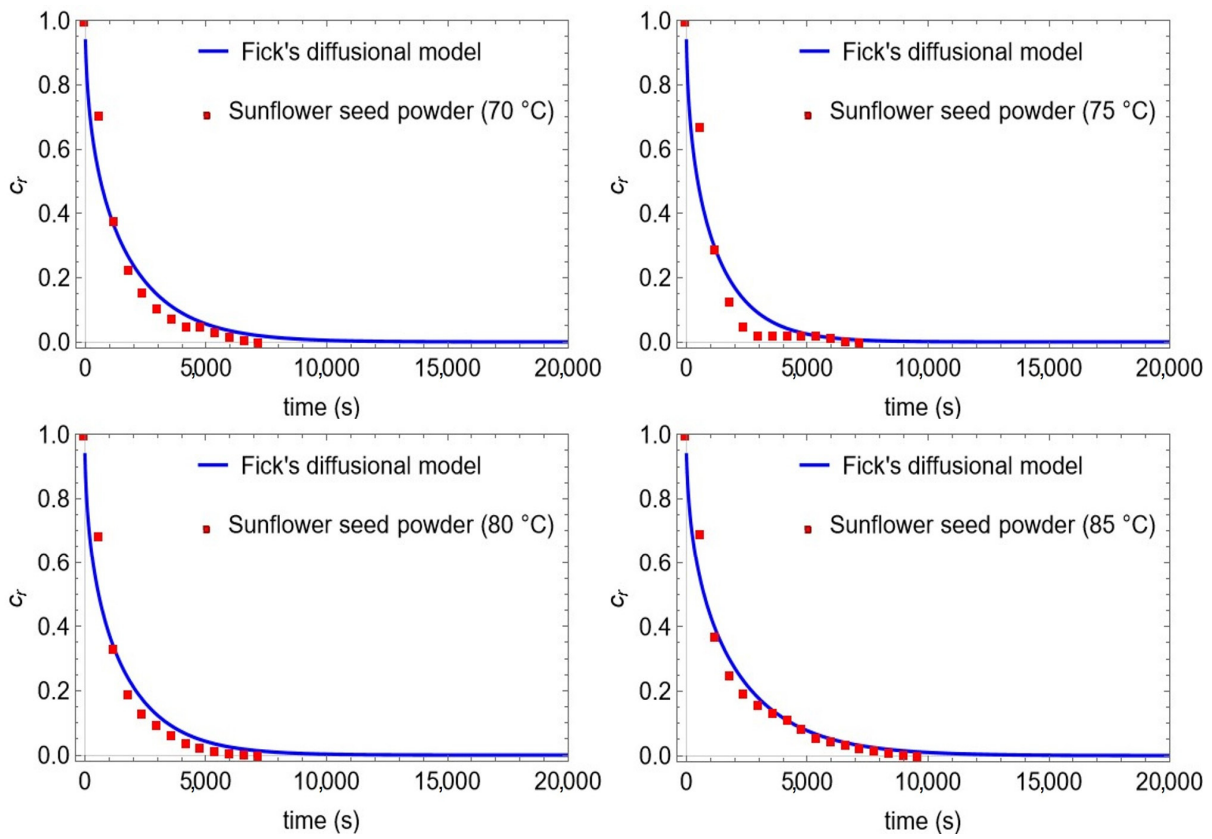 1.0
0.8
0.6
0.4
0.2
0.0
c_r
Fick's diffusional model
Sunflower seed powder (70 °C)
0 5,000 10,000 15,000 20,000
time (s)
1.0
0.8
0.6
0.4
0.2
0.0
c_r
Fick's diffusional model
Sunflower seed powder (75 °C)
0 5,000 10,000 15,000 20,000
time (s)
1.0
0.8
0.6
0.4
0.2
0.0
c_r
Fick's diffusional model
Sunflower seed powder (80 °C)
0 5,000 10,000 15,000 20,000
time (s)
1.0
0.8
0.6
0.4
0.2
0.0
c_r
Fick's diffusional model
Sunflower seed powder (85 °C)
0 5,000 10,000 15,000 20,000
time (s)